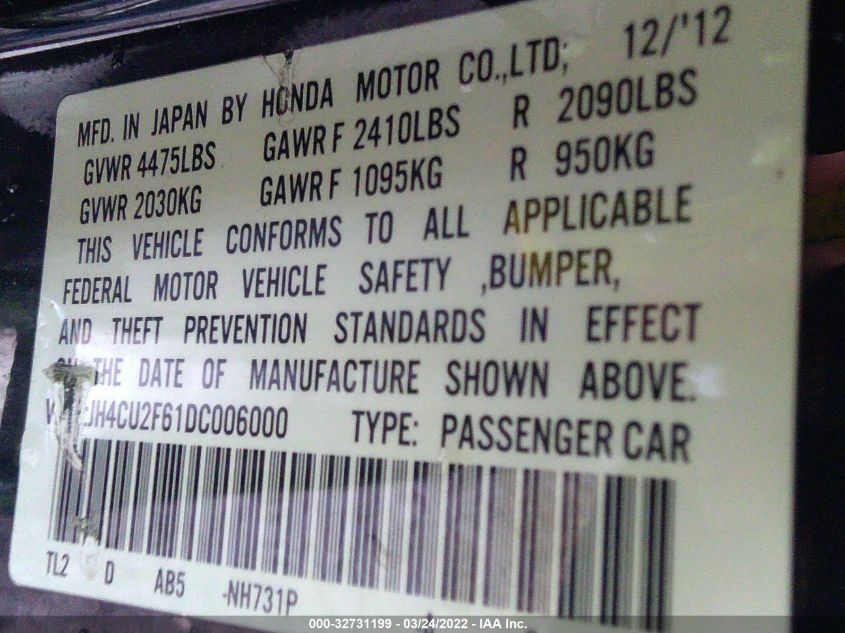 MFD. IN JAPAN BY HONDA MOTOR CO.,LTD; 12/'12
GVWR 4475LBS GAWR F 2410LBS R 2090LBS
GVWR 2030KG GAWR F 1095KG R 950KG
THIS VEHICLE CONFORMS TO ALL APPLICABLE
FEDERAL MOTOR VEHICLE SAFETY ,BUMPER,
AND THEFT PREVENTION STANDARDS IN EFFECT
THE DATE OF MANUFACTURE SHOWN ABOVE.
JH4CU2F61DC006000 TYPE: PASSENGER CAR
TL2 D AB5 -NH731P
000-32731199 - 03/24/2022 - IAA Inc.